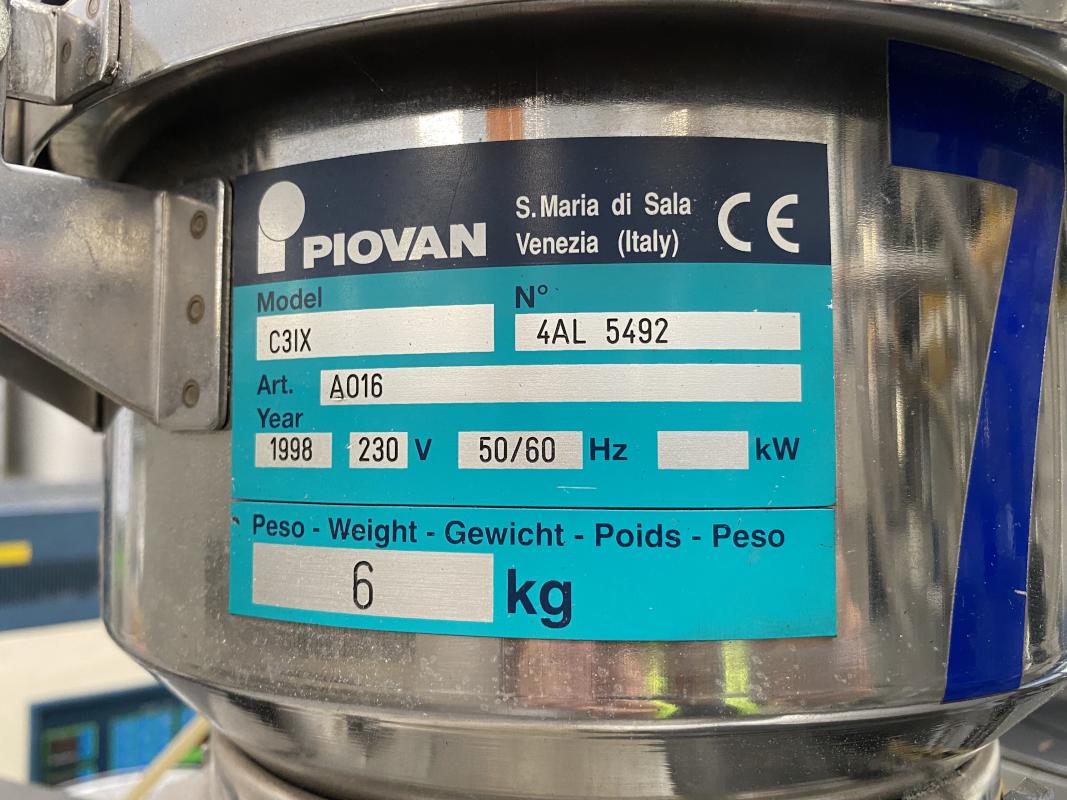 PIOVAN
S.Maria di Sala
Venezia (Italy)
CE
Model
N°
C3IX
4AL 5492
Art. A016
Year
1998 230 V 50/60 Hz kW
Peso - Weight - Gewicht - Poids - Peso
6 kg
7